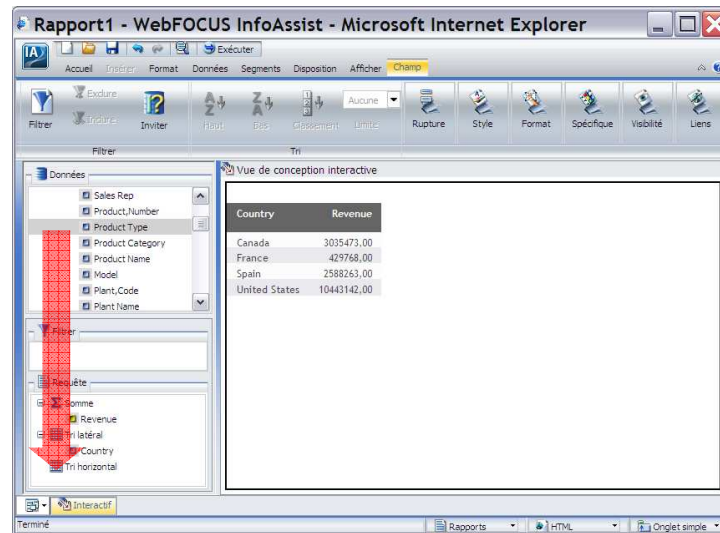 Rapport1 - WebFOCUS InfoAssist - Microsoft Internet Explorer
IA
Exécuter
Accueil Insérer Format Données Segments Disposition Afficher Champ
Filtrer Exclure Inclure Inviter Haut Bas Classement Aucune Limite Rupture Style Format Spécifique Visibilité Liens
Filtrer Tri
Données
Sales Rep
Product,Number
Product Type
Product Category
Product Name
Model
Plant,Code
Plant Name
Filtrer
Requête
Somme
Revenue
Tri latéral
Country
Tri horizontal
Vue de conception interactive
Country Revenue
Canada 3035473,00
France 429768,00
Spain 2588263,00
United States 10443142,00
Interactif
Terminé Rapports HTML Onglet simple